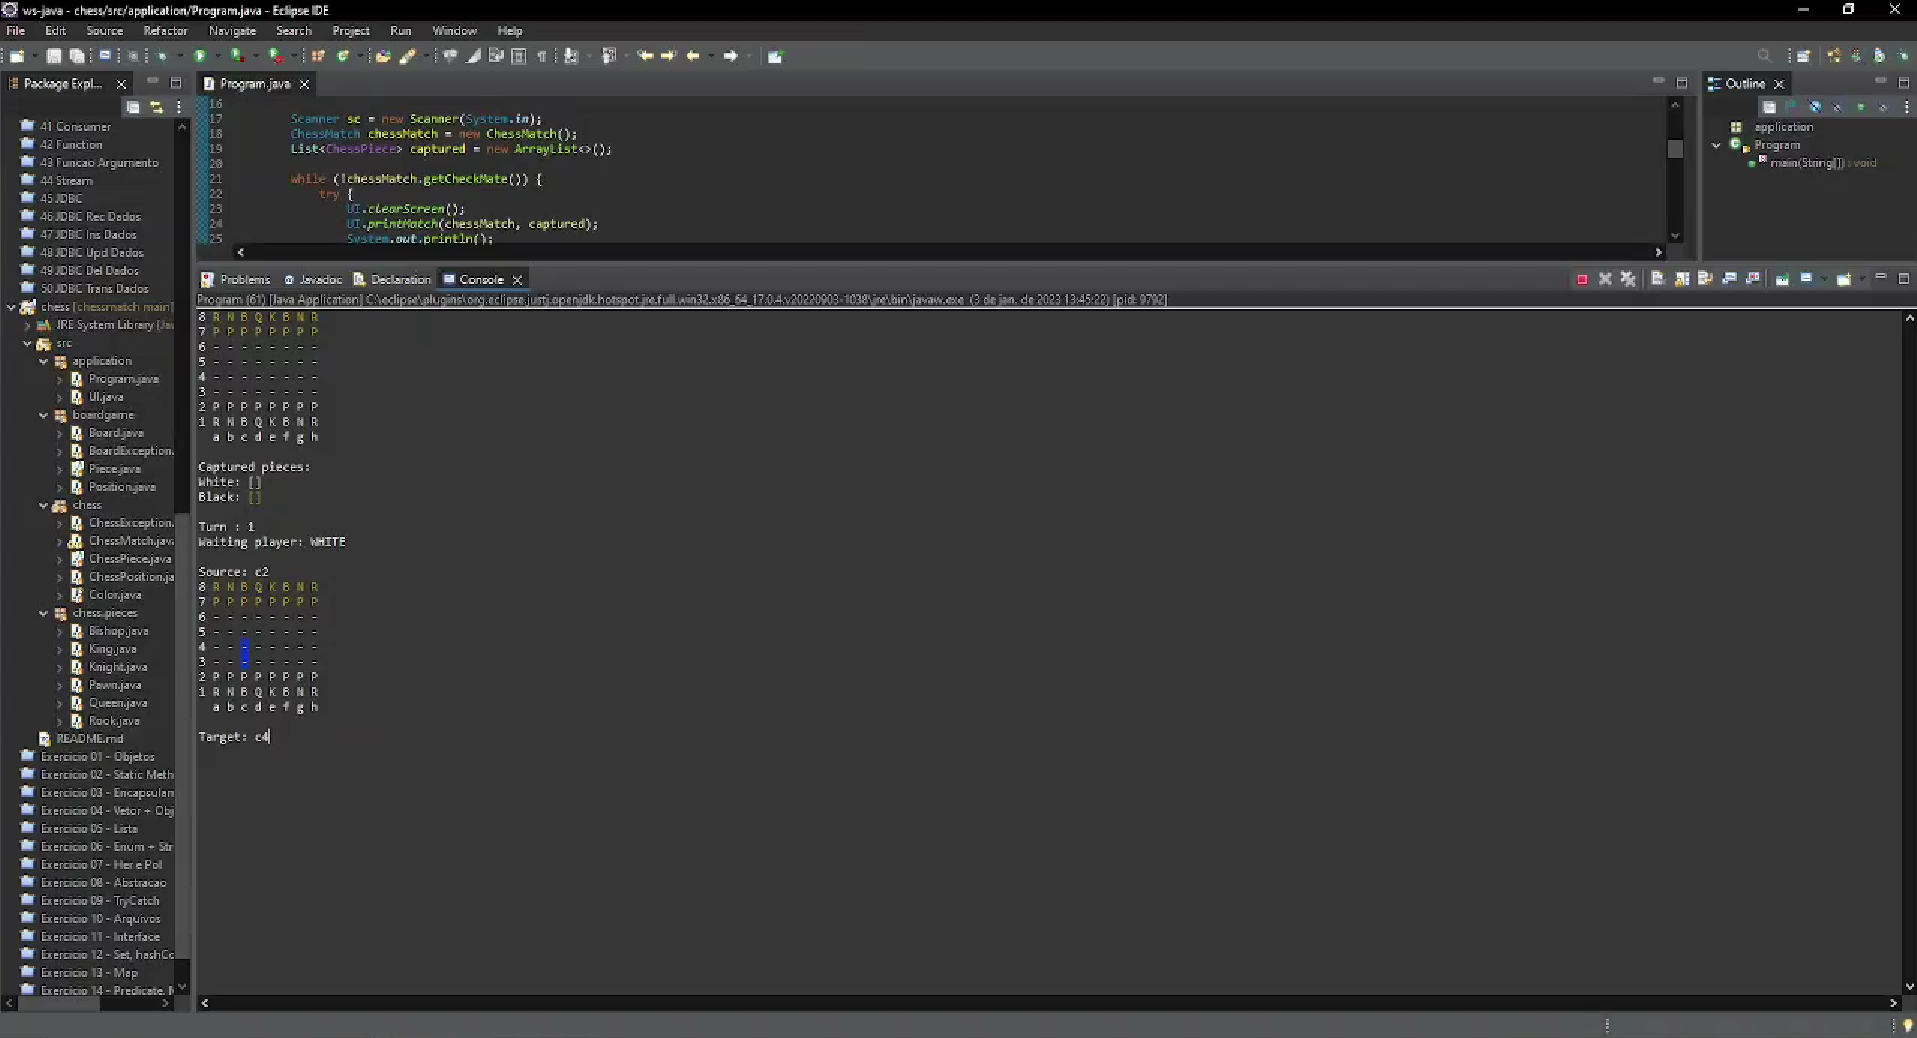 ws-java - chess/src/application/Program.java - Eclipse IDE
File Edit Source Refactor Navigate Search Project Run Window Help
Package Expl...
41 Consumer
42 Function
43 Funcao Argumento
44 Stream
45 JDBC
46 JDBC Rec Dados
47 JDBC Ins Dados
48 JDBC Upd Dados
49 JDBC Del Dados
50 JDBC Trans Dados
chess [chessmatch main]
JRE System Library [Jav
src
application
Program.java
UI.java
boardgame
Board.java
BoardException.
Piece.java
Position.java
chess
ChessException.
ChessMatch.java
ChessPiece.java
ChessPosition.ja
Color.java
chess.pieces
Bishop.java
King.java
Knight.java
Pawn.java
Queen.java
Rook.java
README.md
Exercicio 01 - Objetos
Exercicio 02 - Static Meth
Exercicio 03 - Encapsulam
Exercicio 04 - Vetor + Obj
Exercicio 05 - Lista
Exercicio 06 - Enum + Str
Exercicio 07 - Her e Pol
Exercicio 08 - Abstracao
Exercicio 09 - TryCatch
Exercicio 10 - Arquivos
Exercicio 11 - Interface
Exercicio 12 - Set, hashCo
Exercicio 13 - Map
Exercicio 14 - Predicate,
Program.java
16
17 Scanner sc = new Scanner(System.in);
18 ChessMatch chessMatch = new ChessMatch();
19 List<ChessPiece> captured = new ArrayList<>();
20
21 while (!chessMatch.getCheckMate()) {
22 try {
23 UI.clearScreen();
24 UI.printMatch(chessMatch, captured);
25 System.out.println();
Outline
application
Program
main(String[]) : void
Problems Javadoc Declaration Console
Program (61) [Java Application] C:\eclipse\plugins\org.eclipse.justj.openjdk.hotspot.jre.full.win32.x86_64_17.0.4.v20220903-1038\jre\bin\javaw.exe (3 de jan. de 2023 13:45:22) [pid: 9792]
8 R N B Q K B N R
7 P P P P P P P P
6 - - - - - - - -
5 - - - - - - - -
4 - - - - - - - -
3 - - - - - - - -
2 P P P P P P P P
1 R N B Q K B N R
a b c d e f g h
Captured pieces:
White: []
Black: []
Turn : 1
Waiting player: WHITE
Source: c2
8 R N B Q K B N R
7 P P P P P P P P
6 - - - - - - - -
5 - - - - - - - -
4 - - - - - - - -
3 - - - - - - - -
2 P P P P P P P P
1 R N B Q K B N R
a b c d e f g h
Target: c4